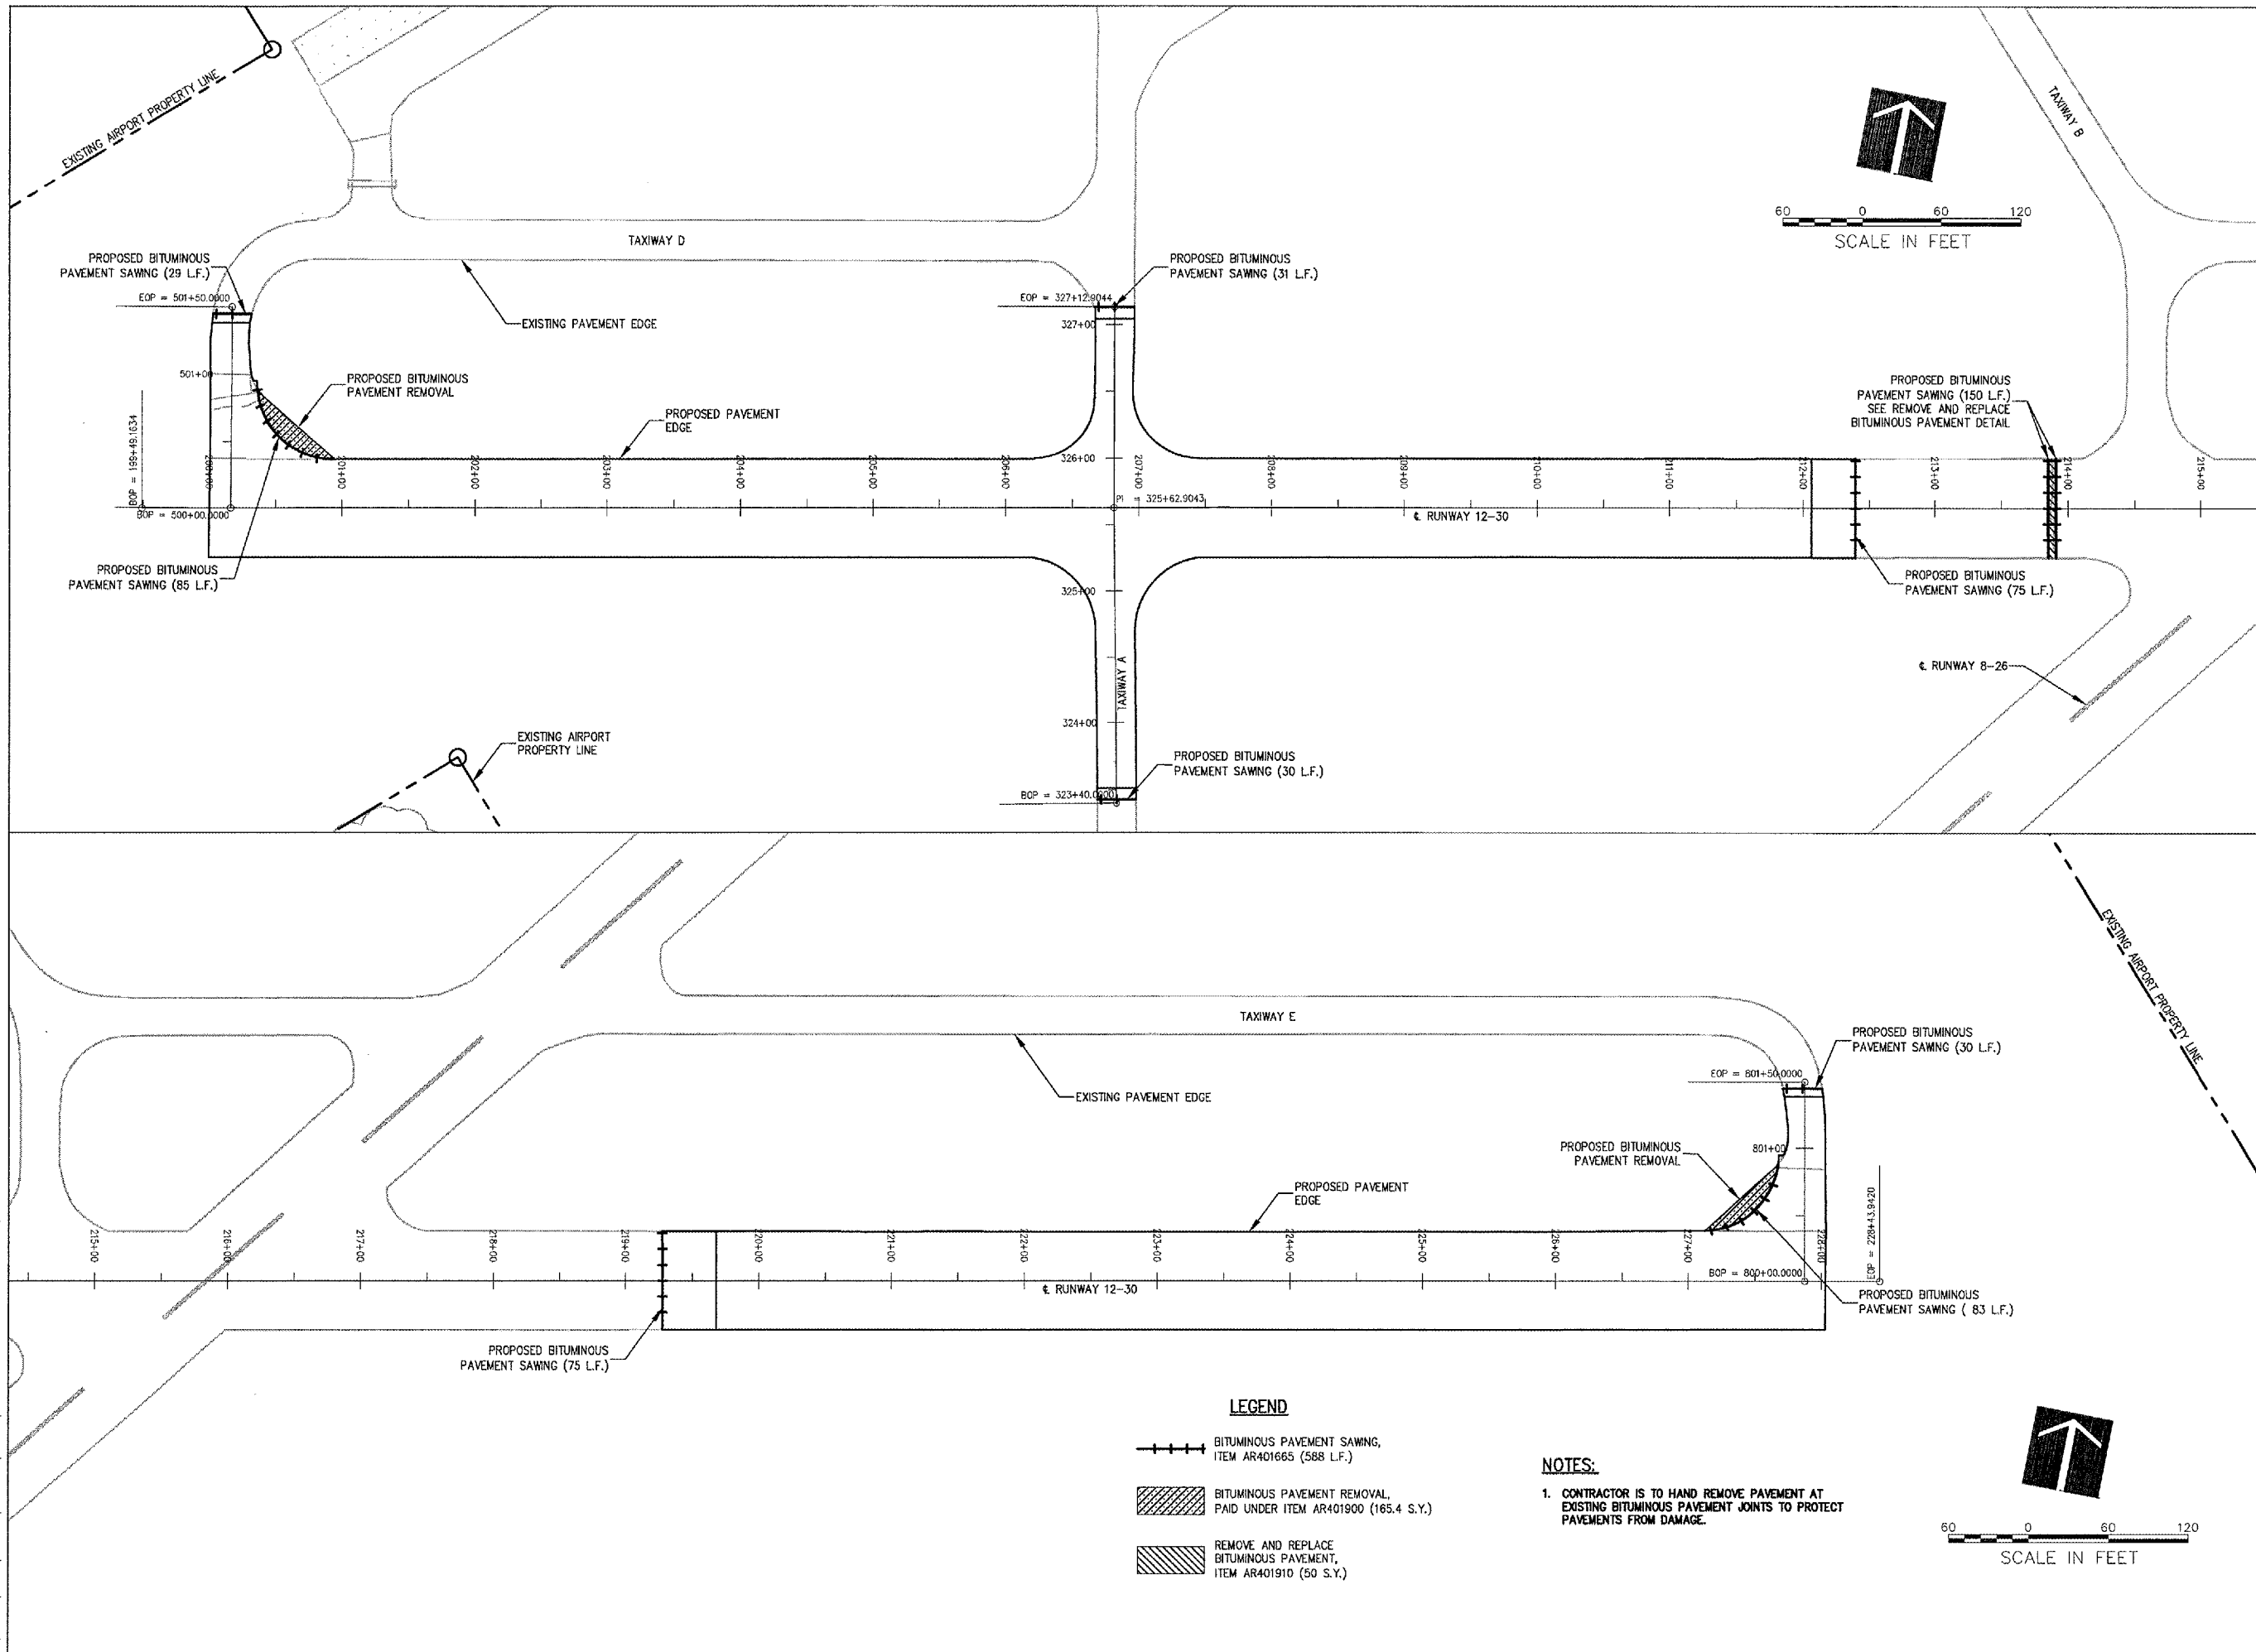 EXISTING AIRPORT PROPERTY LINE
TAXIWAY B
60 0 60 120
SCALE IN FEET
TAXIWAY D
PROPOSED BITUMINOUS
PAVEMENT SAWING (29 L.F.)
EOP = 501+50.0000
PROPOSED BITUMINOUS
PAVEMENT SAWING (31 L.F.)
EOP = 327+12.9044
EXISTING PAVEMENT EDGE
327+00
501+00
PROPOSED BITUMINOUS
PAVEMENT REMOVAL
PROPOSED PAVEMENT
EDGE
PROPOSED BITUMINOUS
PAVEMENT SAWING (150 L.F.)
SEE REMOVE AND REPLACE
BITUMINOUS PAVEMENT DETAIL
BOP = 199+49.1634
326+00
200+00
201+00
202+00
203+00
204+00
205+00
206+00
207+00
208+00
209+00
210+00
211+00
212+00
213+00
214+00
215+00
PI = 325+62.9043
BOP = 500+00.0000
℄ RUNWAY 12-30
PROPOSED BITUMINOUS
PAVEMENT SAWING (85 L.F.)
PROPOSED BITUMINOUS
PAVEMENT SAWING (75 L.F.)
325+00
TAXIWAY A
℄ RUNWAY 8-26
324+00
EXISTING AIRPORT
PROPERTY LINE
PROPOSED BITUMINOUS
PAVEMENT SAWING (30 L.F.)
BOP = 323+40.0000
EXISTING AIRPORT PROPERTY LINE
TAXIWAY E
PROPOSED BITUMINOUS
PAVEMENT SAWING (30 L.F.)
EOP = 801+50.0000
EXISTING PAVEMENT EDGE
PROPOSED BITUMINOUS
PAVEMENT REMOVAL
801+00
PROPOSED PAVEMENT
EDGE
EOP = 228+43.9420
215+00
216+00
217+00
218+00
219+00
220+00
221+00
222+00
223+00
224+00
225+00
226+00
227+00
228+00
BOP = 800+00.0000
℄ RUNWAY 12-30
PROPOSED BITUMINOUS
PAVEMENT SAWING ( 83 L.F.)
PROPOSED BITUMINOUS
PAVEMENT SAWING (75 L.F.)
LEGEND
BITUMINOUS PAVEMENT SAWING,
ITEM AR401665 (588 L.F.)
BITUMINOUS PAVEMENT REMOVAL,
PAID UNDER ITEM AR401900 (165.4 S.Y.)
REMOVE AND REPLACE
BITUMINOUS PAVEMENT,
ITEM AR401910 (50 S.Y.)
NOTES:
1. CONTRACTOR IS TO HAND REMOVE PAVEMENT AT
EXISTING BITUMINOUS PAVEMENT JOINTS TO PROTECT
PAVEMENTS FROM DAMAGE.
60 0 60 120
SCALE IN FEET